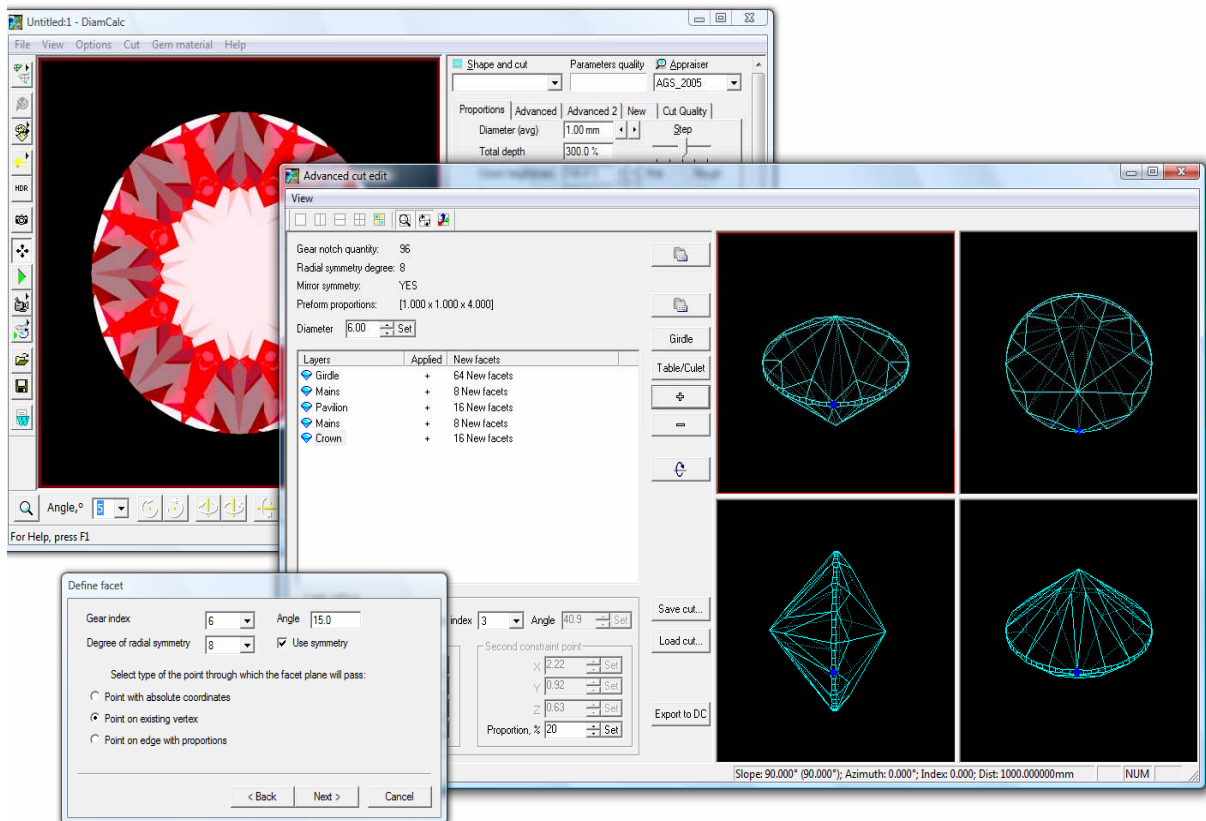 Untitled:1 - DiamCalc
File View Options Cut Gem material Help
HDR
Shape and cut Parameters quality Appraiser
AGS_2005
Proportions Advanced Advanced 2 New Cut Quality
Diameter (avg) 1.00 mm Step
Total depth 300.0 %
Angle,º 5
For Help, press F1
Advanced cut edit
View
Gear notch quantity: 96
Radial symmetry degree: 8
Mirror symmetry: YES
Preform proportions: [1.000 x 1.000 x 4.000]
Diameter 6.00 Set
Layers Applied New facets
Girdle + 64 New facets
Mains + 8 New facets
Pavilion + 16 New facets
Mains + 8 New facets
Crown + 16 New facets
Girdle
Table/Culet
Save cut...
Load cut...
Export to DC
index 3 Angle 40.9 Set
Second constraint point
X 2.22 Set
Y 0.92 Set
Z 0.63 Set
Proportion, % 20 Set
Slope: 90.000° (90.000°); Azimuth: 0.000°; Index: 0.000; Dist: 1000.000000mm NUM
Define facet
Gear index 6 Angle 15.0
Degree of radial symmetry 8 Use symmetry
Select type of the point through which the facet plane will pass:
Point with absolute coordinates
Point on existing vertex
Point on edge with proportions
< Back Next > Cancel